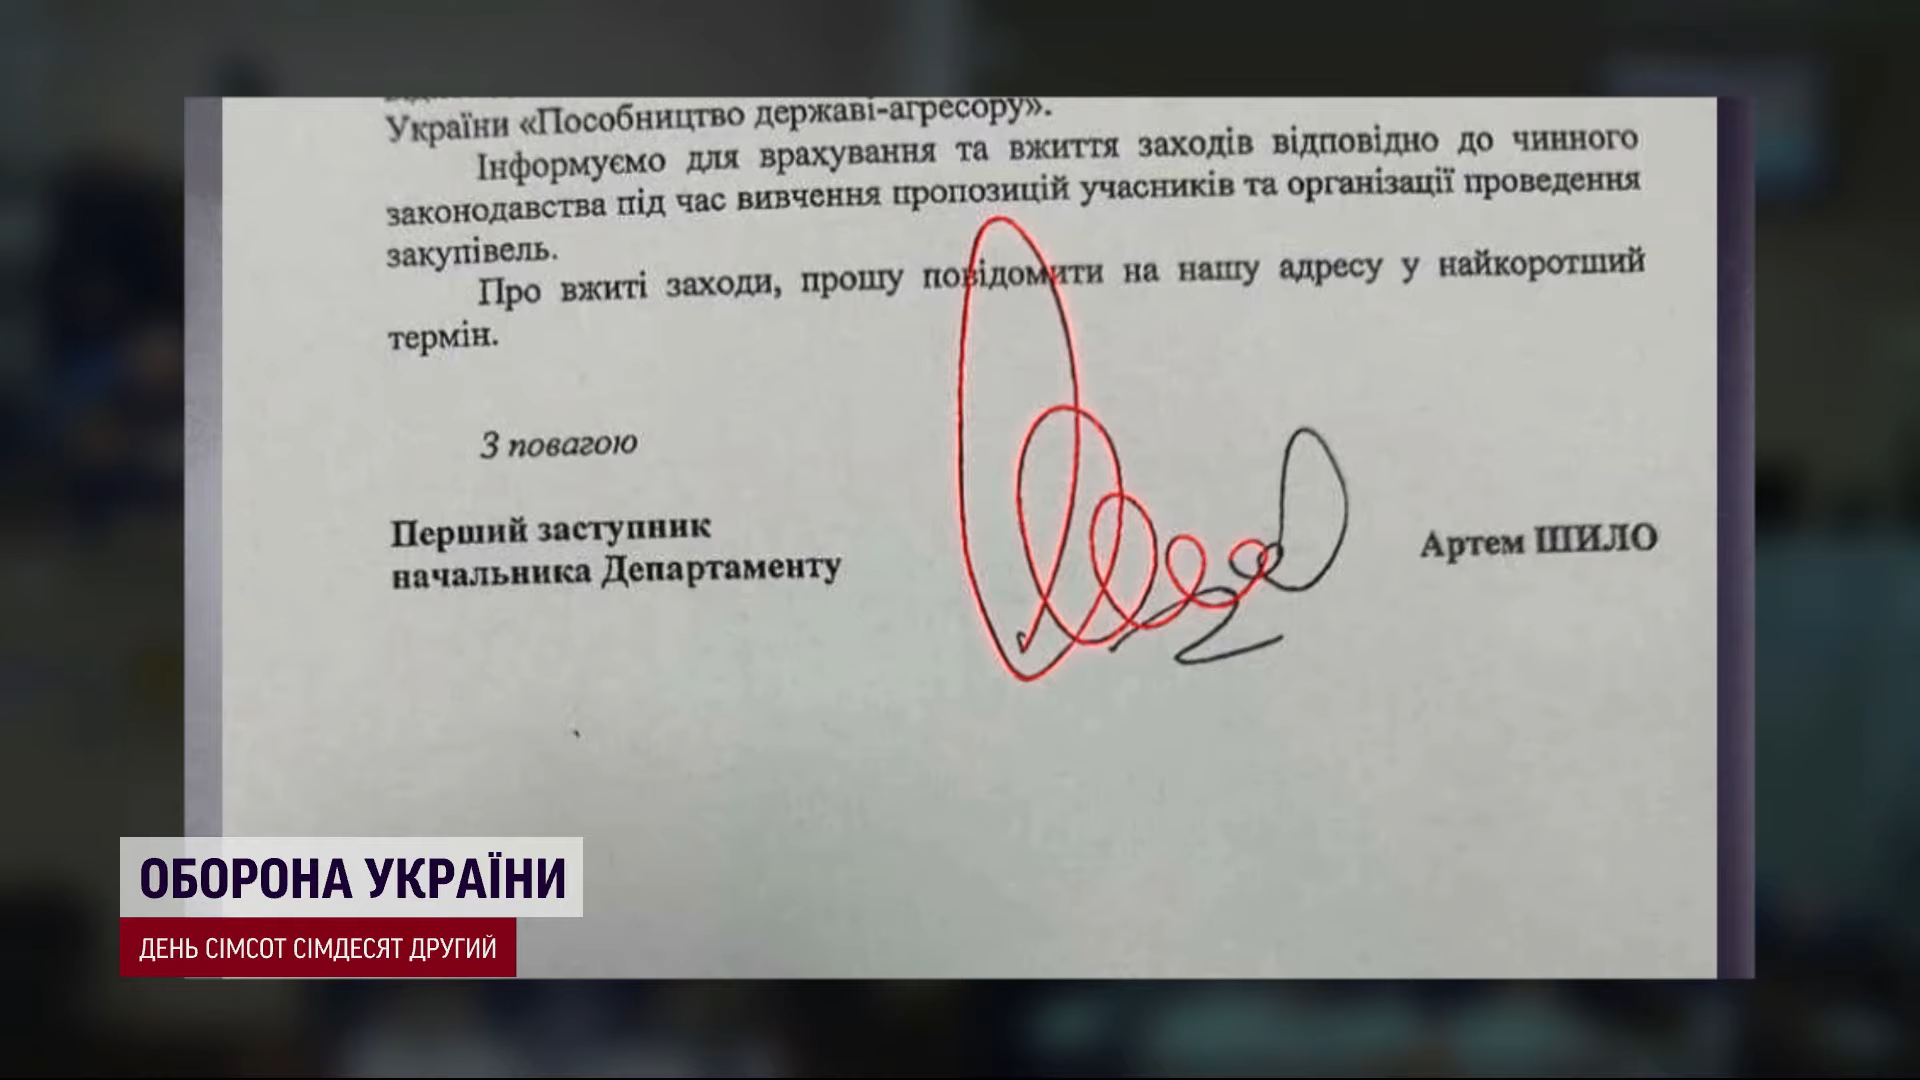 України «Пособництво державі-агресору».
Інформуємо для врахування та вжиття заходів відповідно до чинного
законодавства під час вивчення пропозицій учасників та організації проведення
закупівель.
Про вжиті заходи, прошу повідомити на нашу адресу у найкоротший
термін.
З повагою
Перший заступник
начальника Департаменту
Артем ШИЛО
ОБОРОНА УКРАЇНИ
ДЕНЬ СІМСОТ СІМДЕСЯТ ДРУГИЙ